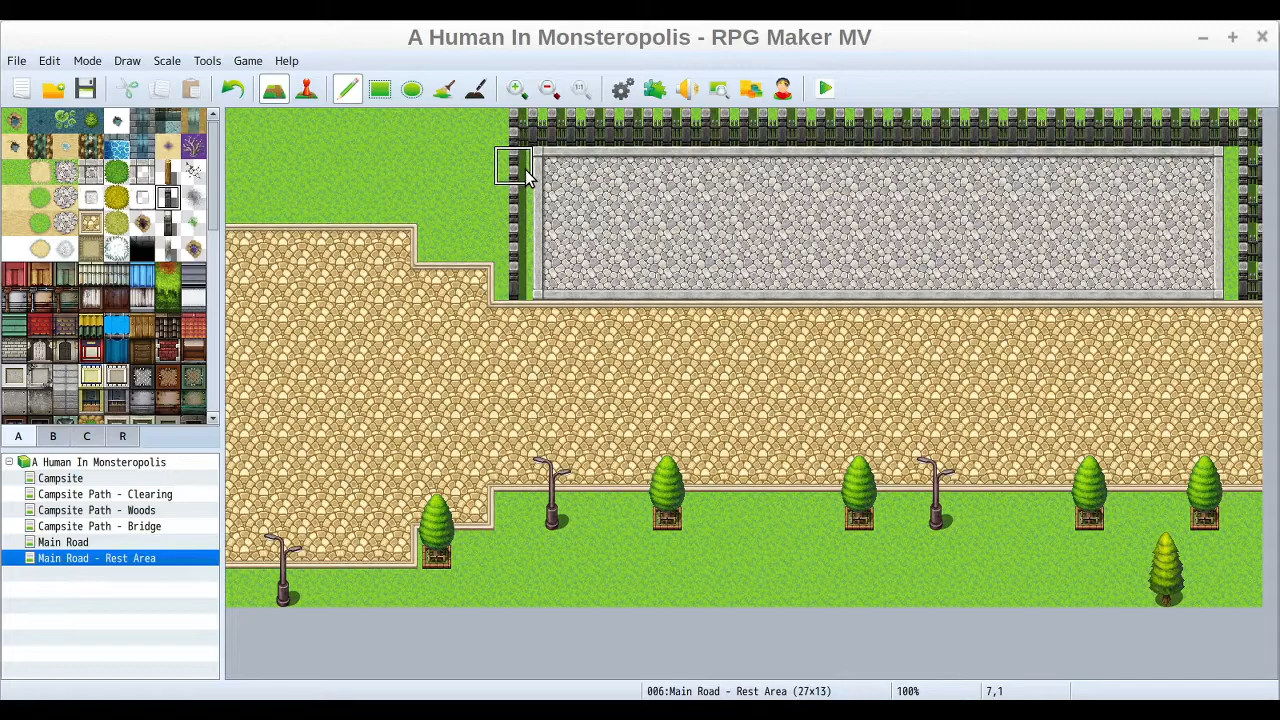 A Human In Monsteropolis - RPG Maker MV
File Edit Mode Draw Scale Tools Game Help
1:1
A B C R
A Human In Monsteropolis
Campsite
Campsite Path - Clearing
Campsite Path - Woods
Campsite Path - Bridge
Main Road
Main Road - Rest Area
006:Main Road - Rest Area (27x13) 100% 7,1